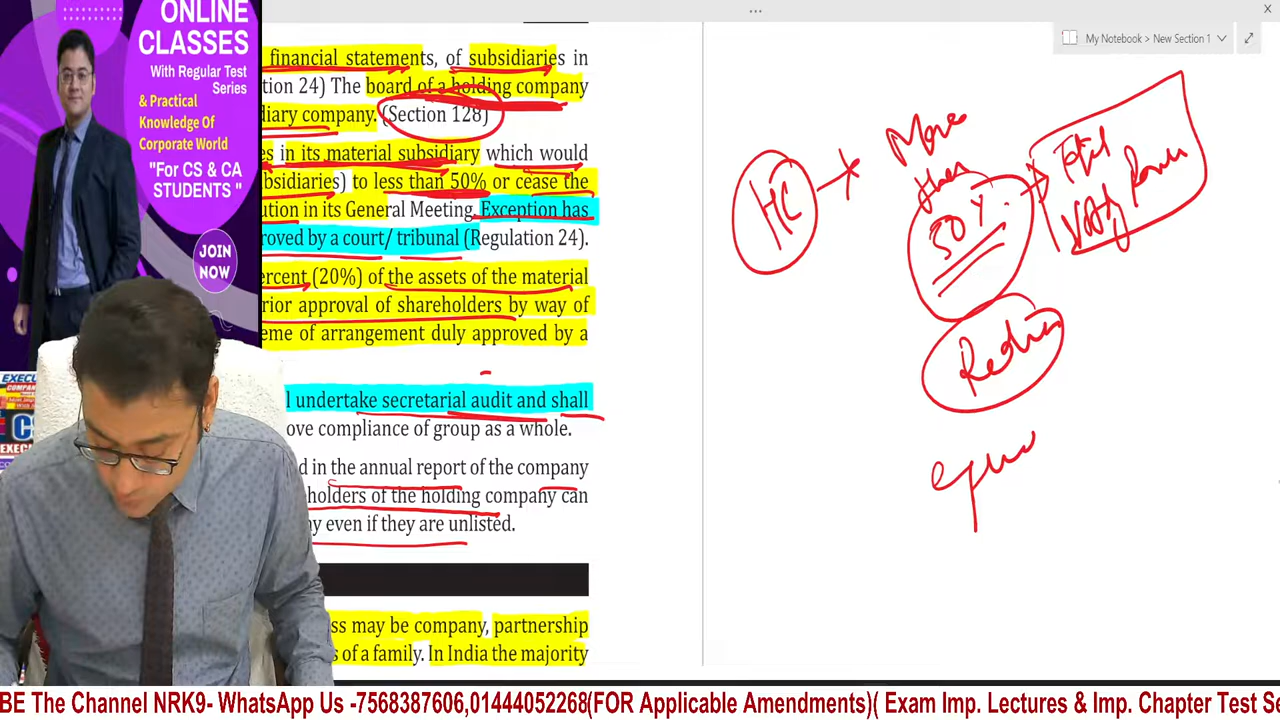 ONLINE
CLASSES
With Regular Test
Series
& Practical
Knowledge Of
Corporate World
"For CS & CA
STUDENTS "
JOIN
NOW
financial statements, of subsidiaries in
tion 24) The board of a holding company
diary company. (Section 128)
es in its material subsidiary which would
ubsidiaries) to less than 50% or cease the
ution in its General Meeting. Exception has
roved by a court/ tribunal (Regulation 24).
ercent (20%) of the assets of the material
rior approval of shareholders by way of
eme of arrangement duly approved by a
l undertake secretarial audit and shall
ove compliance of group as a whole.
d in the annual report of the company
holders of the holding company can
ny even if they are unlisted.
ss may be company, partnership
s of a family. In India the majority
My Notebook > New Section 1
HC
More
than
50 %.
Total
Voting Power
BE The Channel NRK9- WhatsApp Us -7568387606,01444052268(FOR Applicable Amendments)( Exam Imp. Lectures & Imp. Chapter Test Se